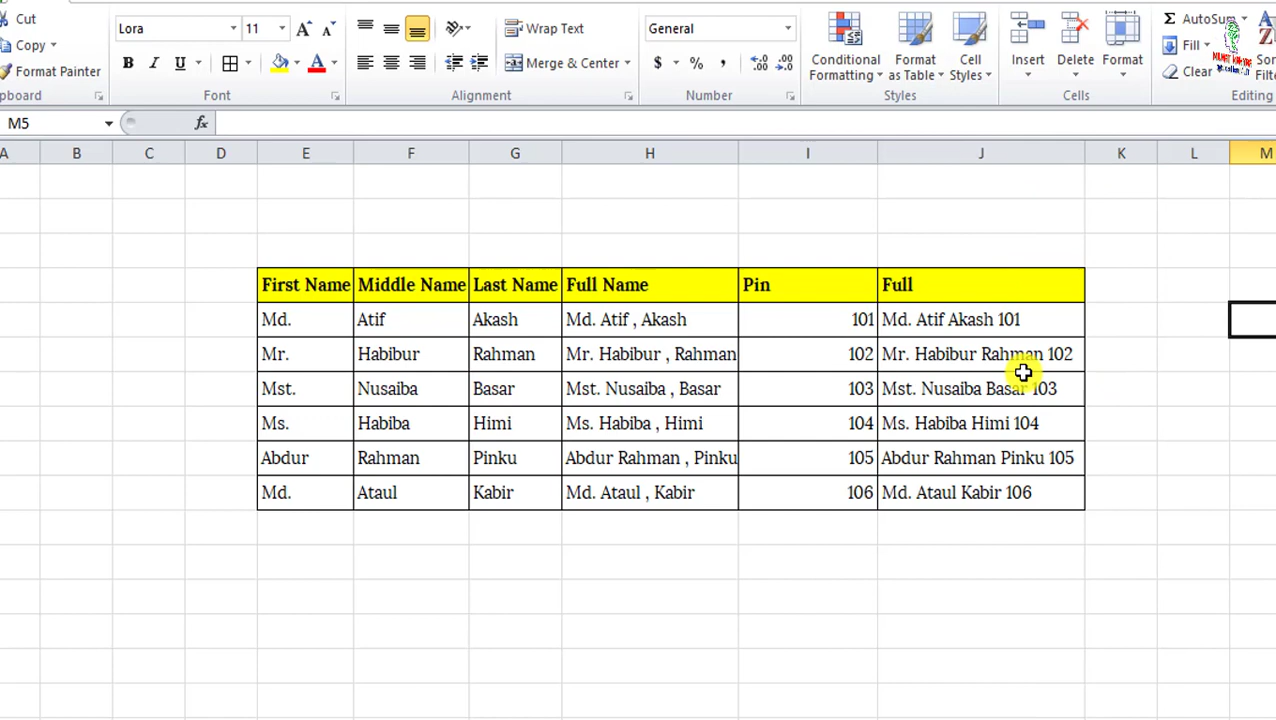 Cut
Copy
Format Painter
pboard
Lora 11 A A
B I U A
Font
Wrap Text
Merge & Center
Alignment
General
$ % ,
Number
Conditional Formatting
Format as Table
Cell Styles
Styles
Insert Delete Format
Cells
Σ AutoSum
Fill
Clear
Editing
M5 fx
A B C D E F G H I J K L M
First Name Middle Name Last Name Full Name Pin Full
Md. Atif Akash Md. Atif , Akash 101 Md. Atif Akash 101
Mr. Habibur Rahman Mr. Habibur , Rahman 102 Mr. Habibur Rahman 102
Mst. Nusaiba Basar Mst. Nusaiba , Basar 103 Mst. Nusaiba Basar 103
Ms. Habiba Himi Ms. Habiba , Himi 104 Ms. Habiba Himi 104
Abdur Rahman Pinku Abdur Rahman , Pinku 105 Abdur Rahman Pinku 105
Md. Ataul Kabir Md. Ataul , Kabir 106 Md. Ataul Kabir 106